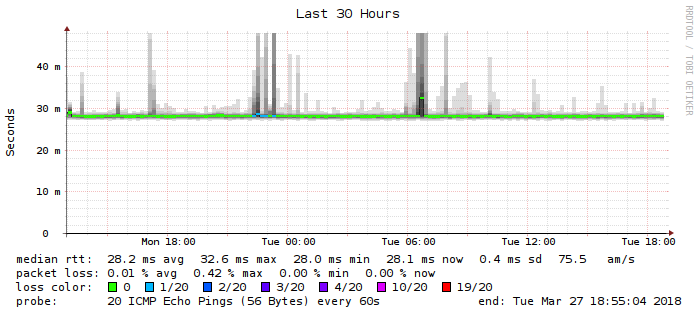 Last 30 Hours
RRDTOOL / TOBI OETIKER
Seconds
40 m
30 m
20 m
10 m
0
Mon 18:00 Tue 00:00 Tue 06:00 Tue 12:00 Tue 18:00
median rtt: 28.2 ms avg 32.6 ms max 28.0 ms min 28.1 ms now 0.4 ms sd 75.5 am/s
packet loss: 0.01 % avg 0.42 % max 0.00 % min 0.00 % now
loss color: 0 1/20 2/20 3/20 4/20 10/20 19/20
probe: 20 ICMP Echo Pings (56 Bytes) every 60s end: Tue Mar 27 18:55:04 2018